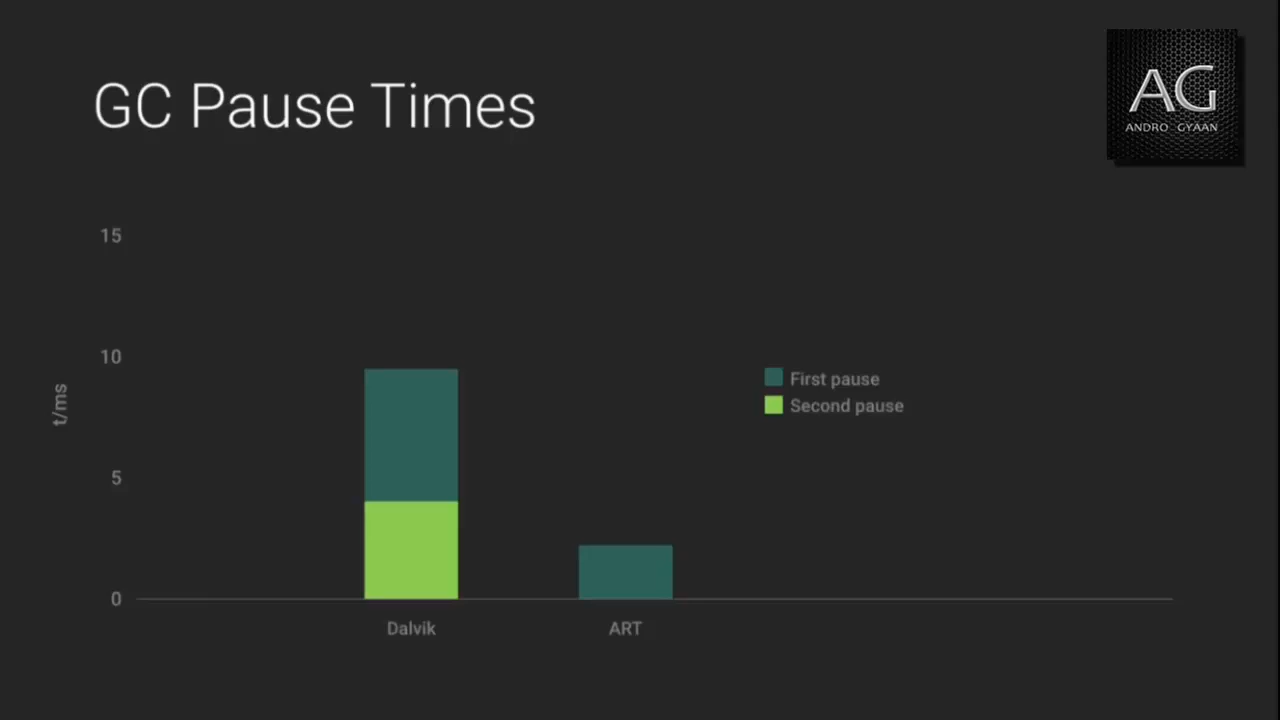 GC Pause Times
AG
ANDRO GYAAN
15
10
t/ms
First pause
Second pause
5
0
Dalvik
ART